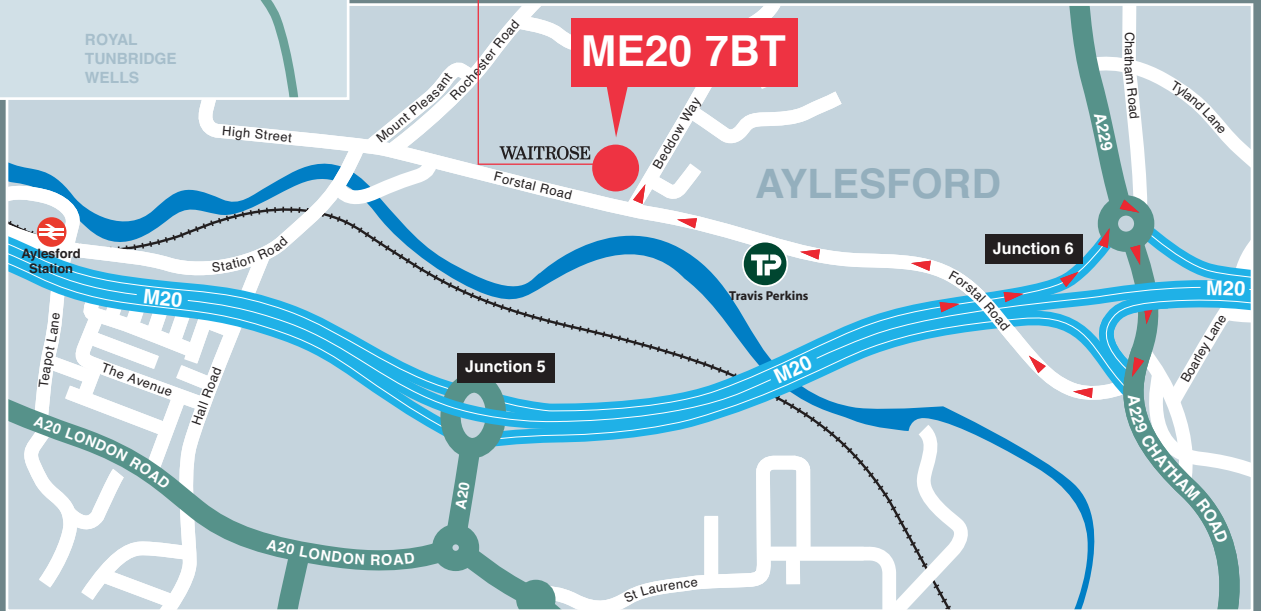 ROYAL
TUNBRIDGE
WELLS
ME20 7BT
Rochester Road
Mount Pleasant
High Street
WAITROSE
Beddow Way
Forstal Road
AYLESFORD
A229
Chatham Road
Tyland Lane
Junction 6
Aylesford
Station
Station Road
TP
Travis Perkins
Forstal Road
M20
M20
M20
Teapot Lane
The Avenue
Hall Road
Junction 5
Boarley Lane
A20 LONDON ROAD
A20
A20 LONDON ROAD
A229 CHATHAM ROAD
St Laurence